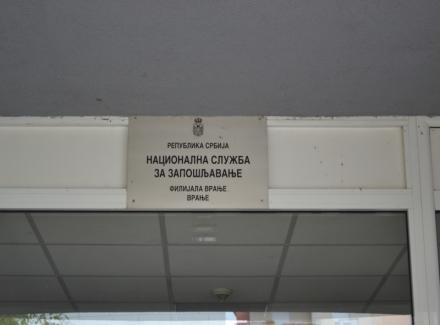 РЕПУБЛИКА СРБИЈА
НАЦИОНАЛНА СЛУЖБА
ЗА ЗАПОШЉАВАЊЕ
ФИЛИЈАЛА ВРАЊЕ
ВРАЊЕ